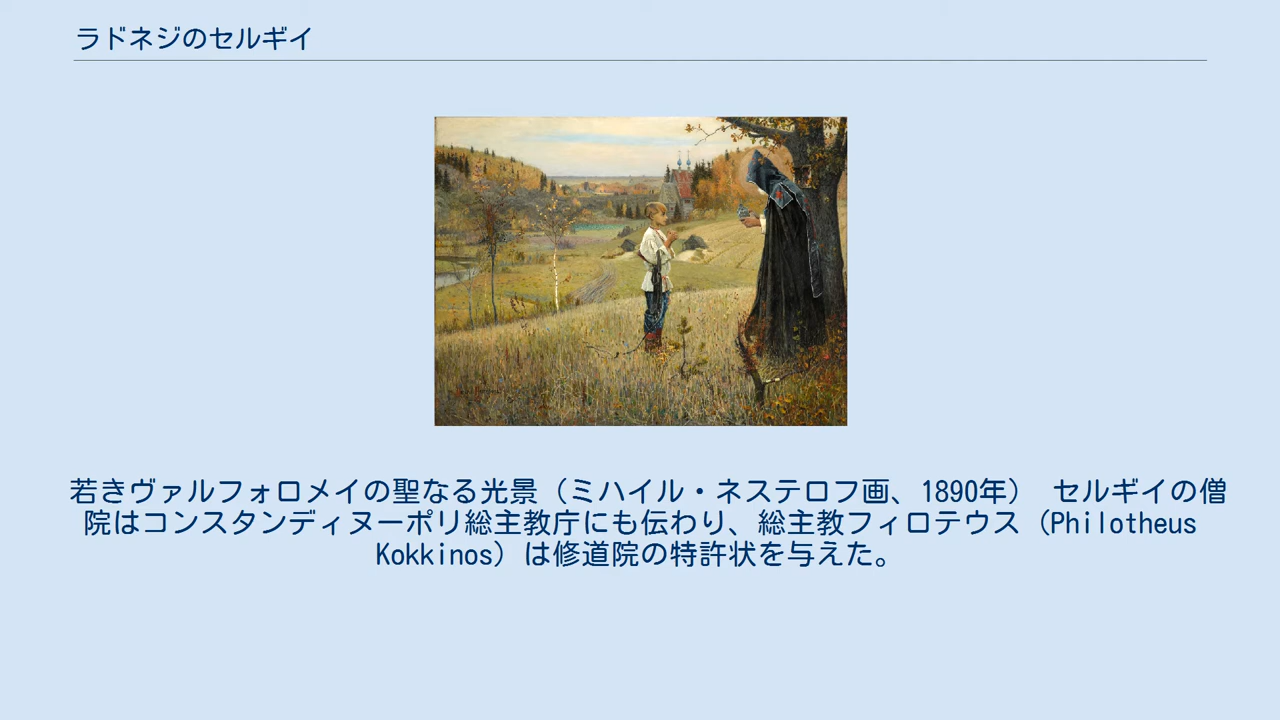 ラドネジのセルギイ
若きヴァルフォロメイの聖なる光景（ミハイル・ネステロフ画、1890年） セルギイの僧
院はコンスタンディヌーポリ総主教庁にも伝わり、総主教フィロテウス（Philotheus
Kokkinos）は修道院の特許状を与えた。